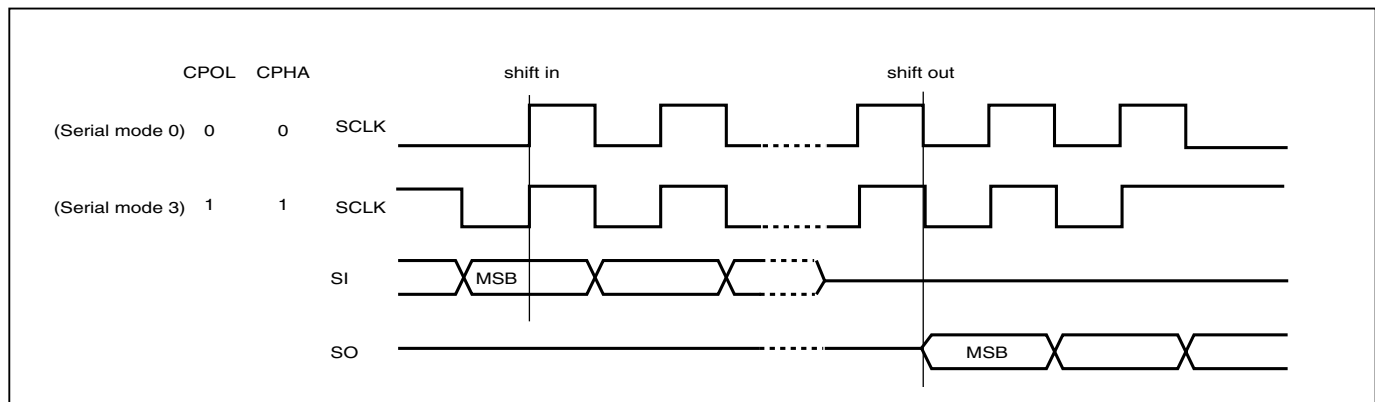 CPOL CPHA shift in shift out
(Serial mode 0) 0 0 SCLK
(Serial mode 3) 1 1 SCLK
SI MSB
SO MSB